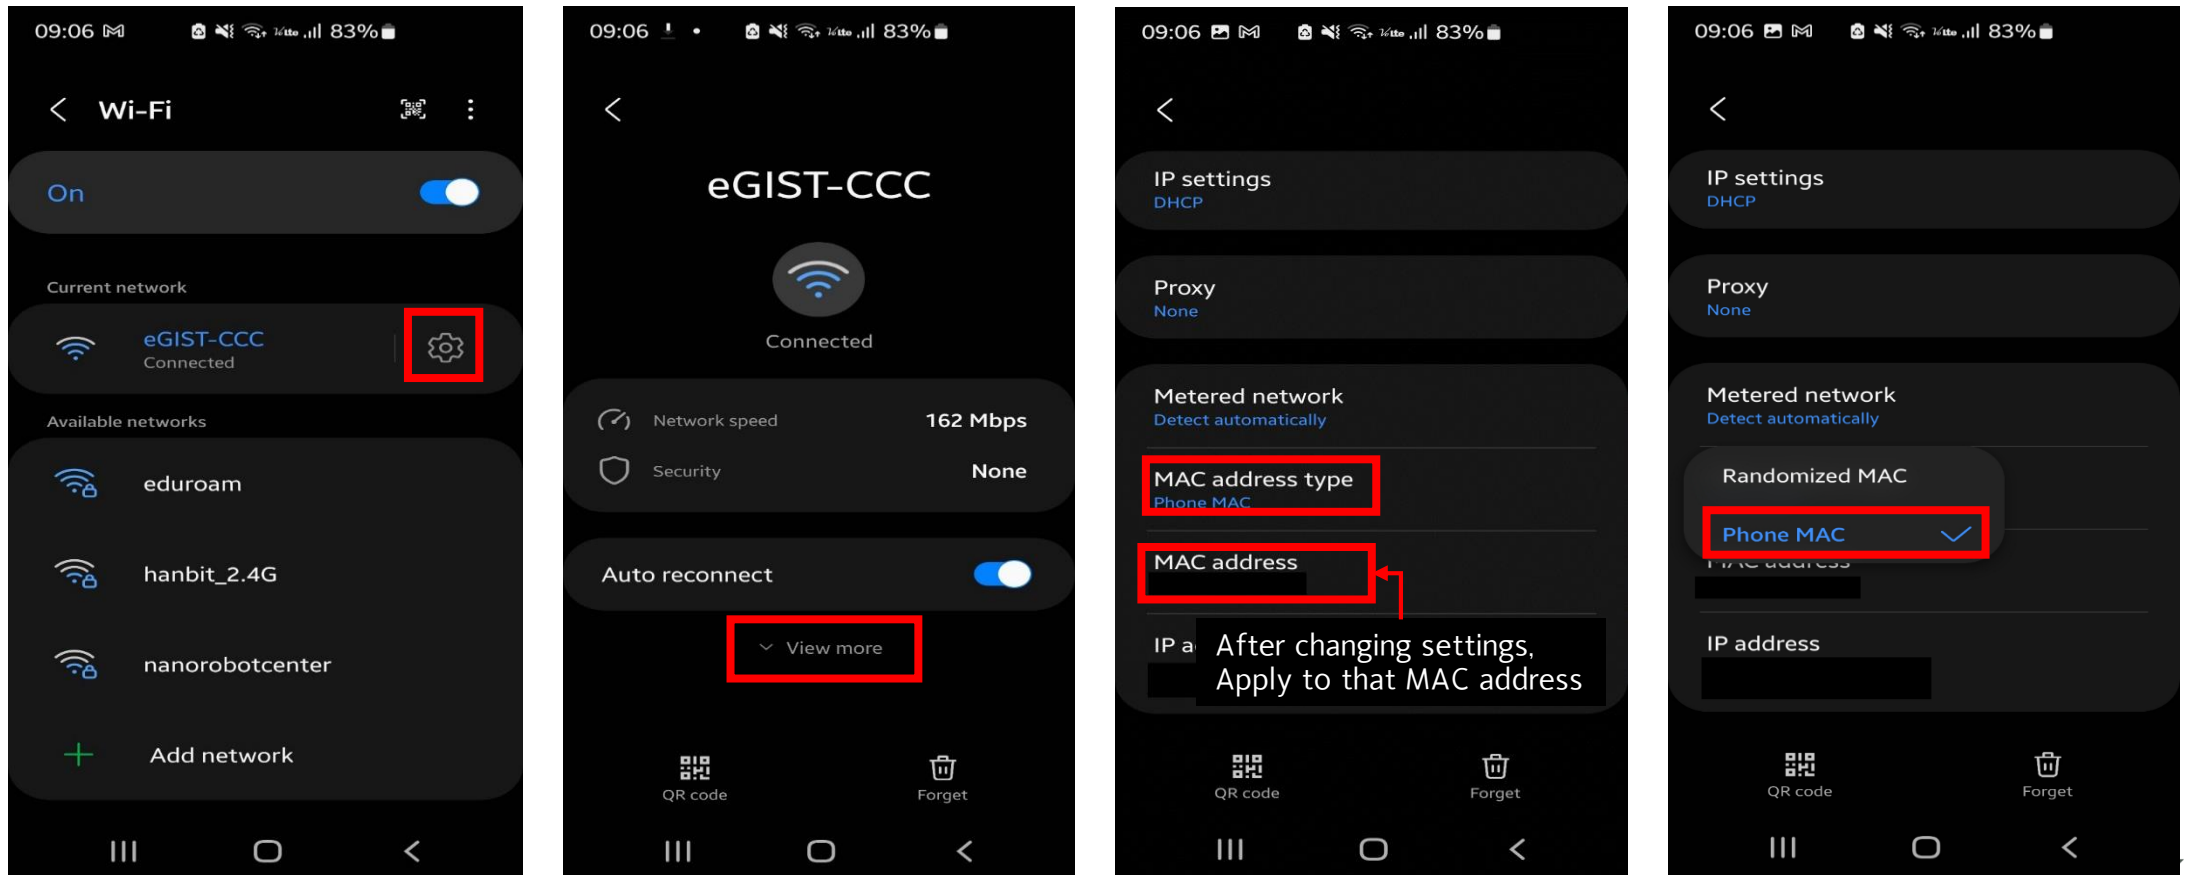 09:06
83%
Wi-Fi
On
Current network
eGIST-CCC
Connected
Available networks
eduroam
hanbit_2.4G
nanorobotcenter
Add network
09:06
83%
eGIST-CCC
Connected
Network speed 162 Mbps
Security None
Auto reconnect
View more
QR code Forget
09:06
83%
IP settings
DHCP
Proxy
None
Metered network
Detect automatically
MAC address type
Phone MAC
MAC address
IP a
After changing settings,
Apply to that MAC address
QR code Forget
09:06
83%
IP settings
DHCP
Proxy
None
Metered network
Detect automatically
Randomized MAC
Phone MAC
MAC address
IP address
QR code Forget